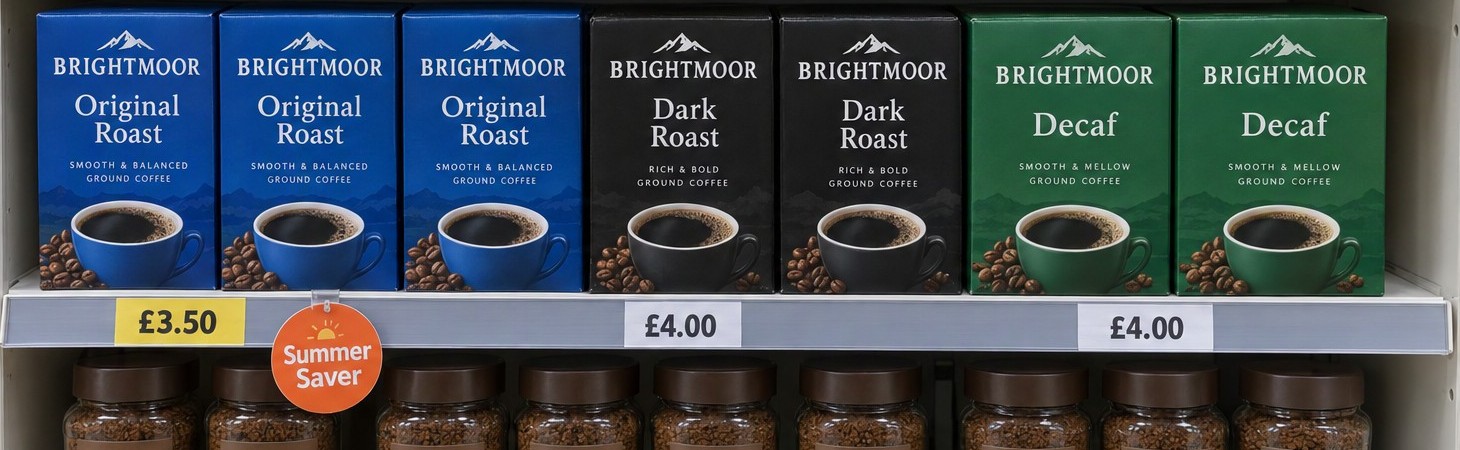 BRIGHTMOOR
Original
Roast
SMOOTH & BALANCED
GROUND COFFEE
BRIGHTMOOR
Original
Roast
SMOOTH & BALANCED
GROUND COFFEE
BRIGHTMOOR
Original
Roast
SMOOTH & BALANCED
GROUND COFFEE
BRIGHTMOOR
Dark
Roast
RICH & BOLD
GROUND COFFEE
BRIGHTMOOR
Dark
Roast
RICH & BOLD
GROUND COFFEE
BRIGHTMOOR
Decaf
SMOOTH & MELLOW
GROUND COFFEE
BRIGHTMOOR
Decaf
SMOOTH & MELLOW
GROUND COFFEE
£3.50
Summer
Saver
£4.00
£4.00